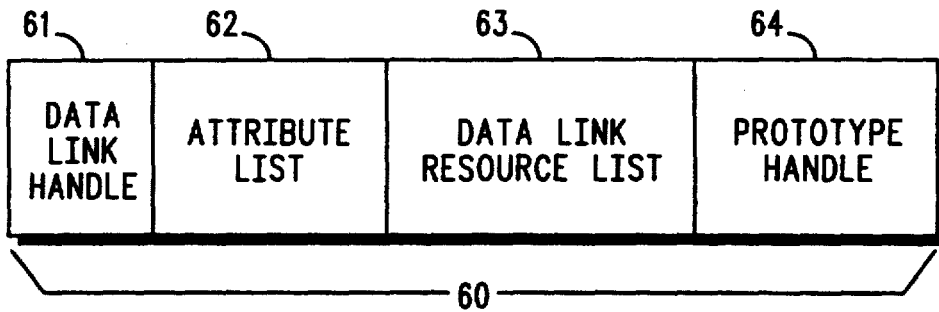 61 62 63 64
DATA LINK HANDLE
ATTRIBUTE LIST
DATA LINK RESOURCE LIST
PROTOTYPE HANDLE
60